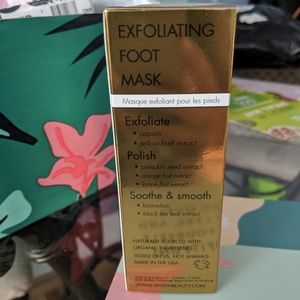 EXFOLIATING
FOOT
MASK
Masque exfoliant pour les pieds
Exfoliate
• papain
• willow bark extract
Polish
• pumpkin seed extract
• orange fruit extract
• lemon fruit extract
Soothe & smooth
• bromelain
• black tea leaf extract
NATURALLY SOURCED WITH
ORGANIC INGREDIENTS
TESTED ON US, NOT ANIMALS
MADE IN THE USA
WWW.WHISHBEAUTY.COM